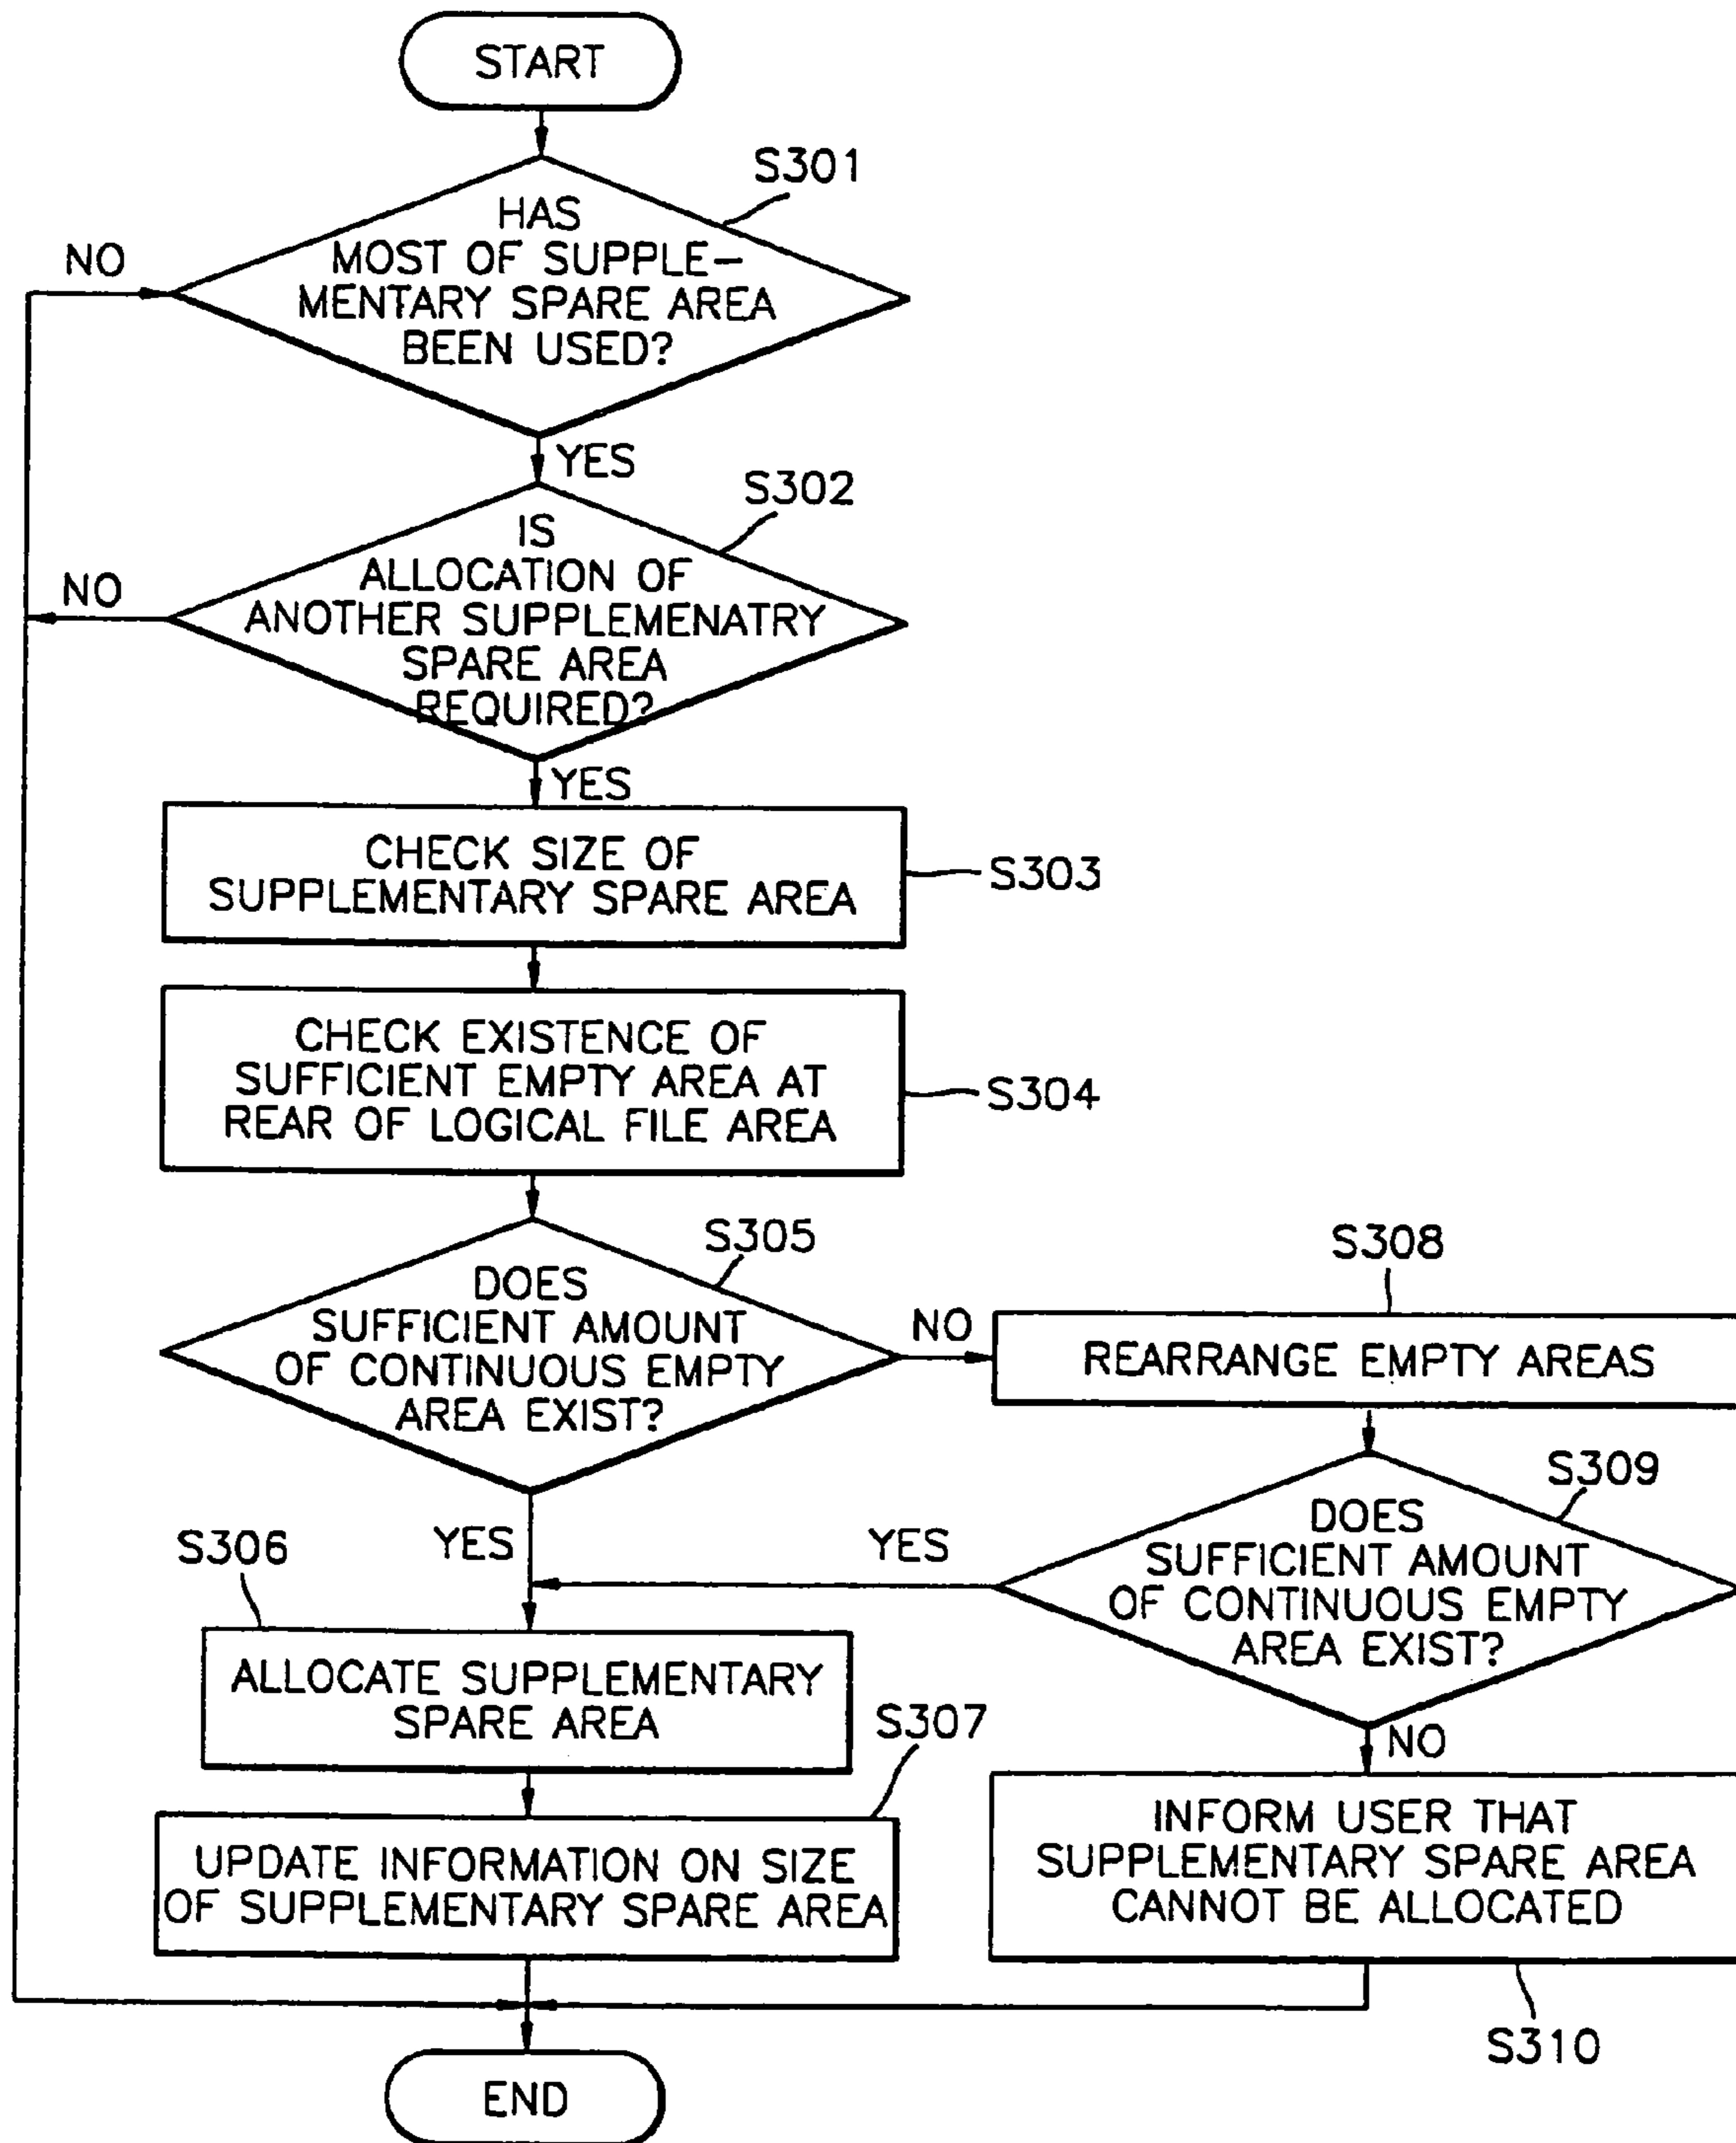 START
S301
HAS
MOST OF SUPPLE-
MENTARY SPARE AREA
BEEN USED?
NO
YES
S302
IS
ALLOCATION OF
ANOTHER SUPPLEMENATRY
SPARE AREA
REQUIRED?
NO
YES
CHECK SIZE OF
SUPPLEMENTARY SPARE AREA
S303
CHECK EXISTENCE OF
SUFFICIENT EMPTY AREA AT
REAR OF LOGICAL FILE AREA
S304
S305
DOES
SUFFICIENT AMOUNT
OF CONTINUOUS EMPTY
AREA EXIST?
NO
YES
S308
REARRANGE EMPTY AREAS
S309
DOES
SUFFICIENT AMOUNT
OF CONTINUOUS EMPTY
AREA EXIST?
YES
NO
S306
ALLOCATE SUPPLEMENTARY
SPARE AREA
S307
UPDATE INFORMATION ON SIZE
OF SUPPLEMENTARY SPARE AREA
INFORM USER THAT
SUPPLEMENTARY SPARE AREA
CANNOT BE ALLOCATED
S310
END